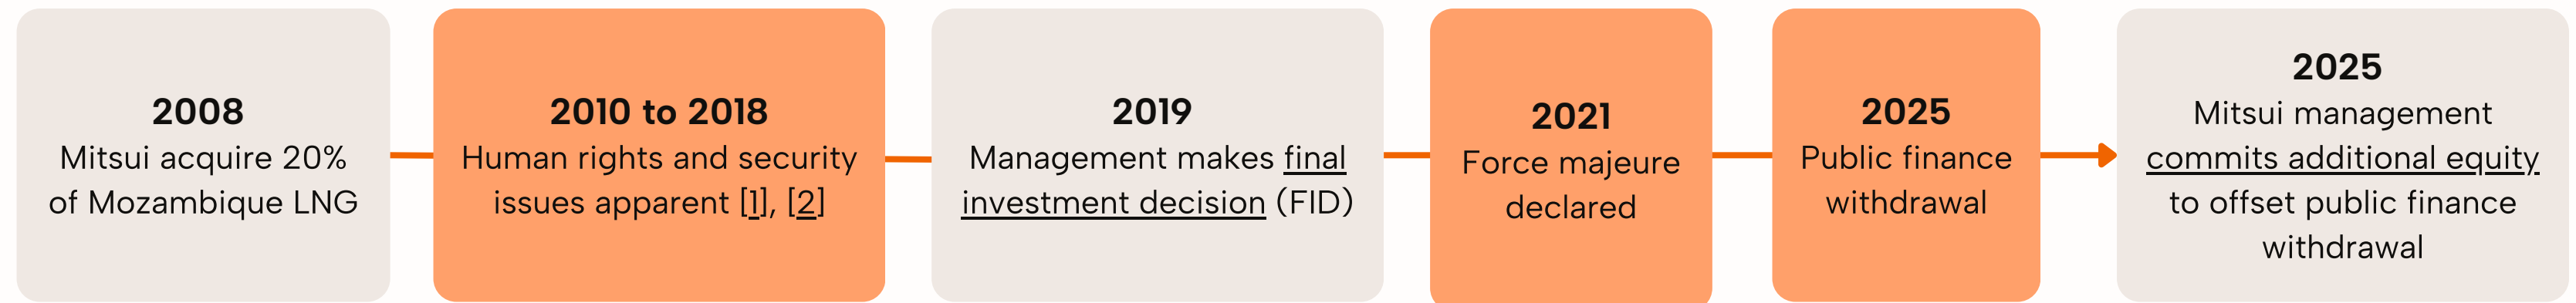 2008
Mitsui acquire 20%
of Mozambique LNG
2010 to 2018
Human rights and security
issues apparent [1], [2]
2019
Management makes final
investment decision (FID)
2021
Force majeure
declared
2025
Public finance
withdrawal
2025
Mitsui management
commits additional equity
to offset public finance
withdrawal